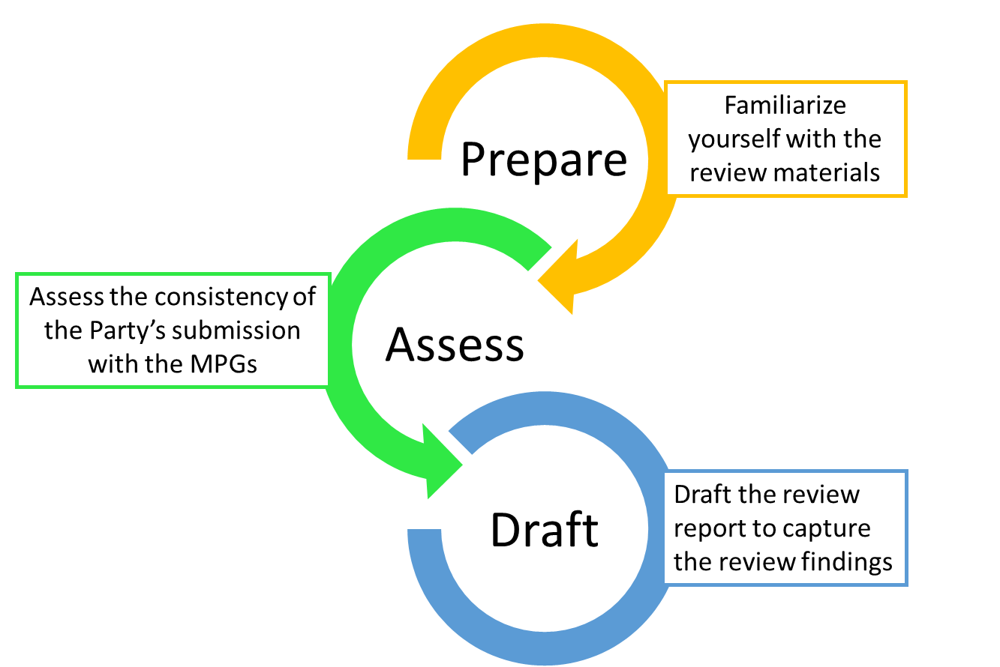 Prepare
Familiarize
yourself with the
review materials
Assess the consistency of
the Party’s submission
with the MPGs
Assess
Draft
Draft the review
report to capture
the review findings